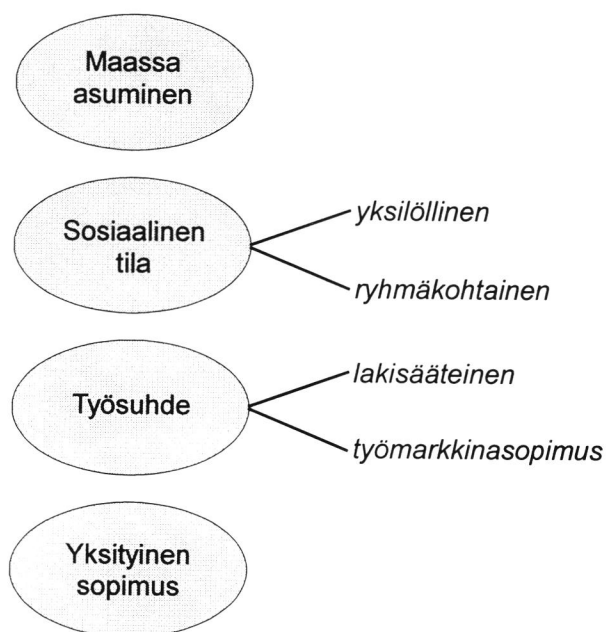 Maassa
asuminen
Sosiaalinen
tila
yksilöllinen
ryhmäkohtainen
Työsuhde
lakisääteinen
työmarkkinasopimus
Yksityinen
sopimus